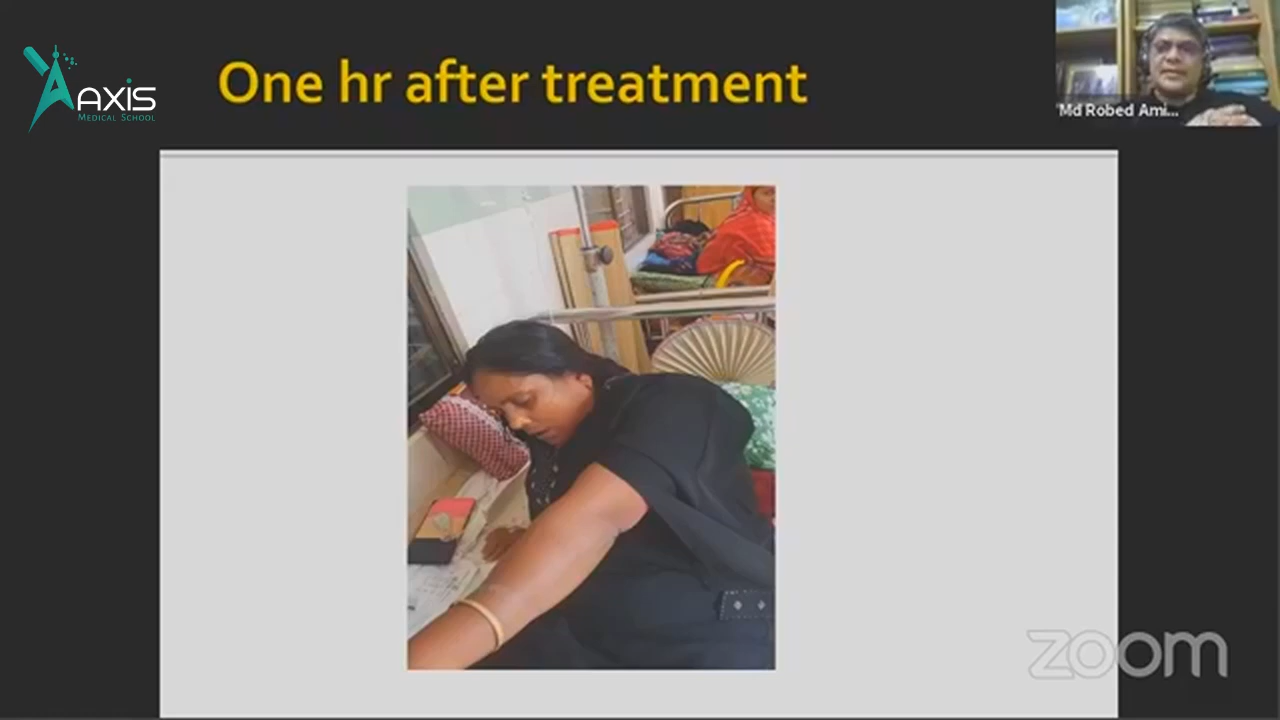 AXIS
MEDICAL SCHOOL
One hr after treatment
Md Robed Ami...
zoom